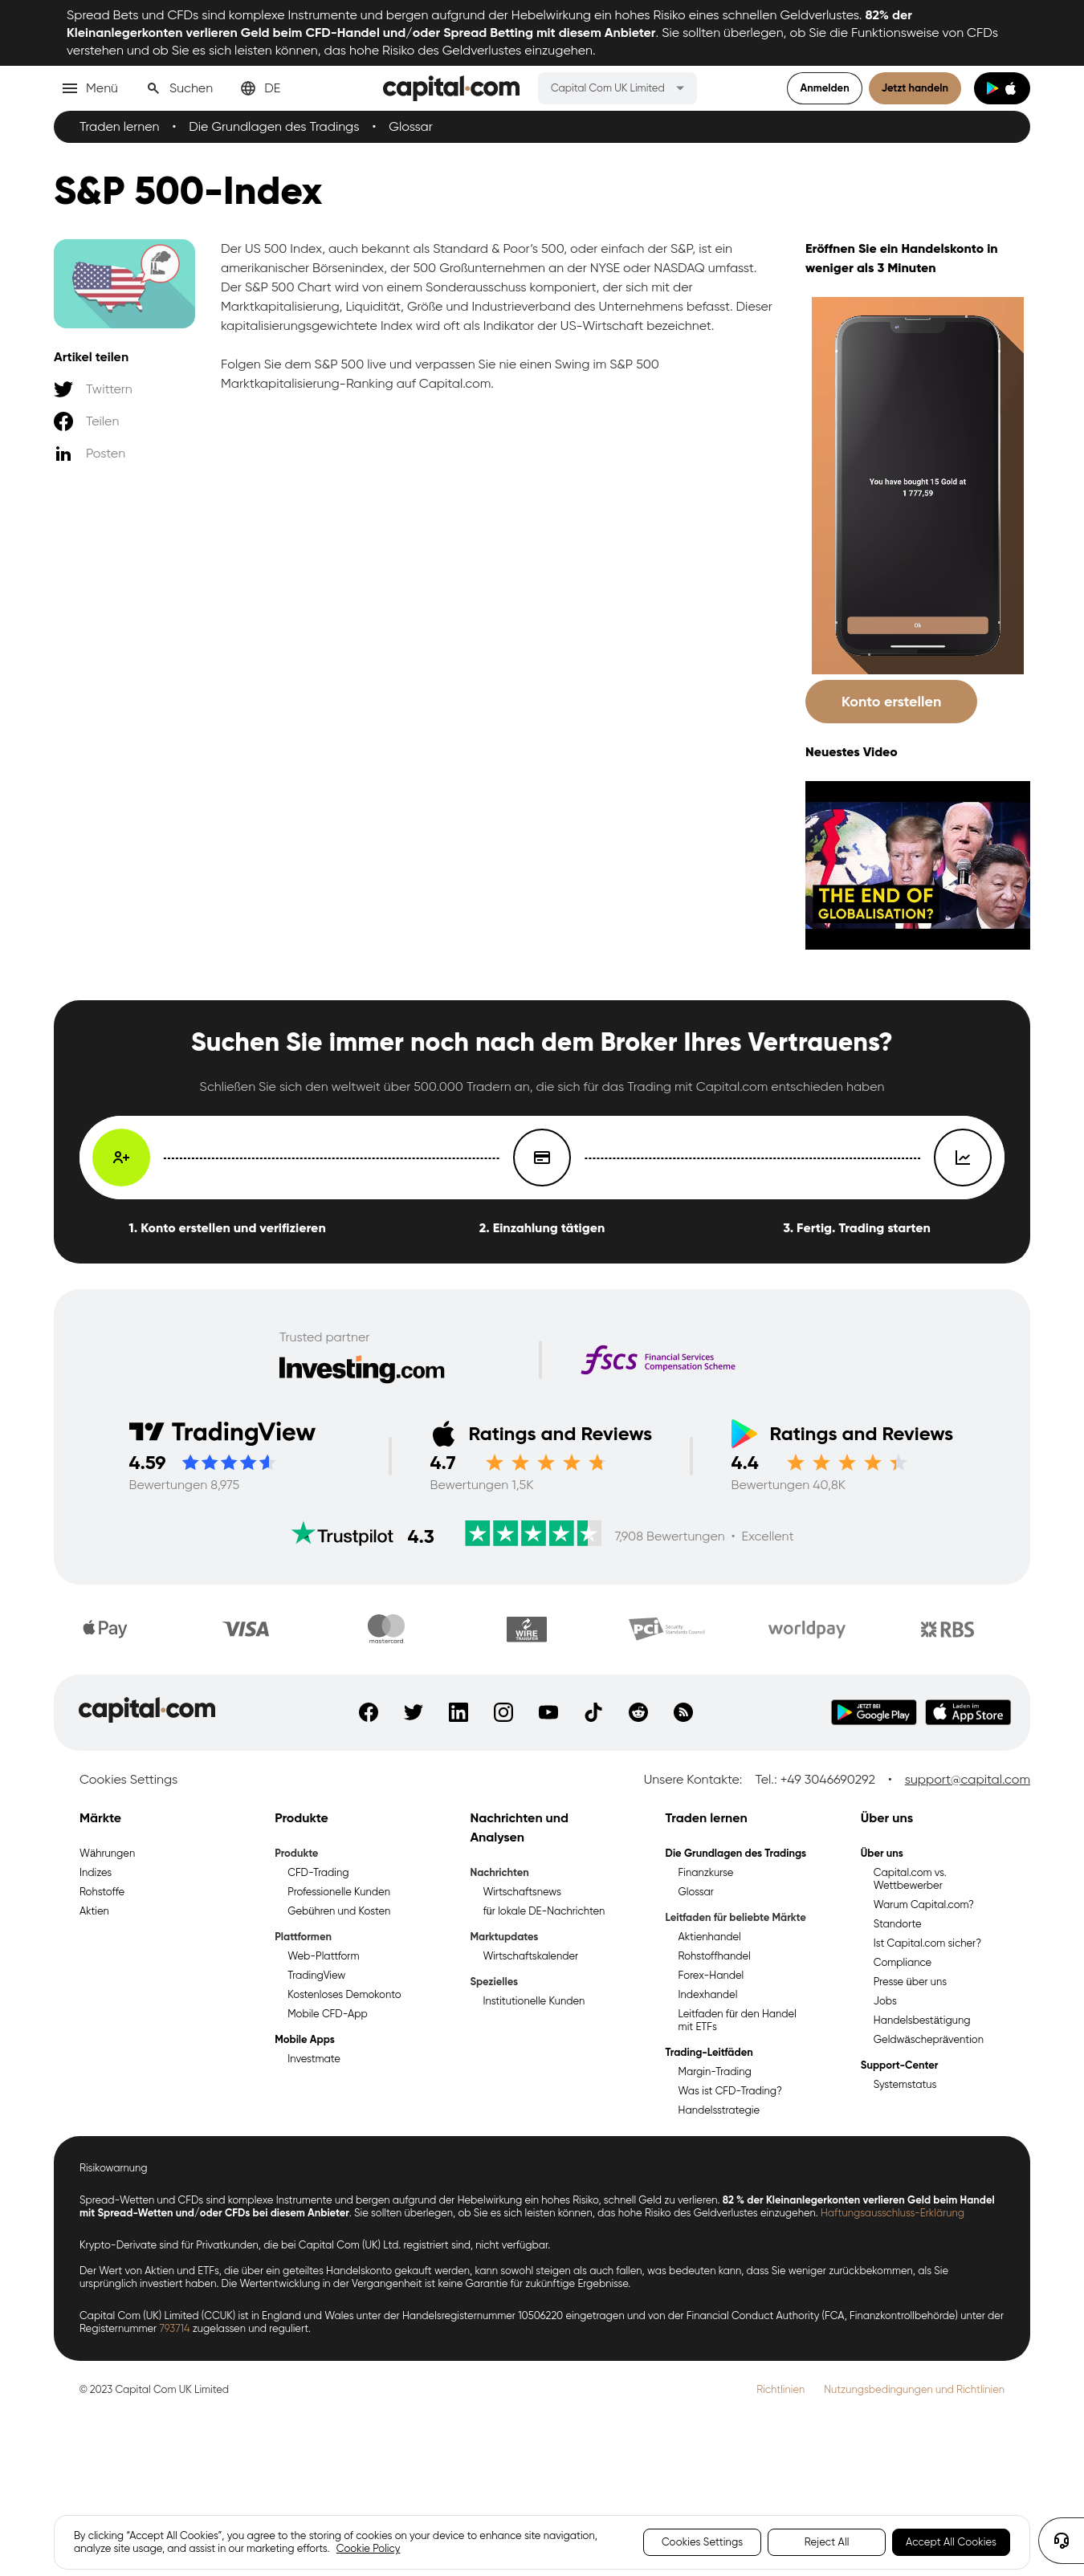 Spread Bets und CFDs sind komplexe Instrumente und bergen aufgrund der Hebelwirkung ein hohes Risiko eines schnellen Geldverlustes. 82% der
Kleinanlegerkonten verlieren Geld beim CFD-Handel und/oder Spread Betting mit diesem Anbieter. Sie sollten überlegen, ob Sie die Funktionsweise von CFDs
verstehen und ob Sie es sich leisten können, das hohe Risiko des Geldverlustes einzugehen.
Menü Suchen DE capital.com Capital Com UK Limited Anmelden Jetzt handeln
Traden lernen • Die Grundlagen des Tradings • Glossar
S&P 500-Index
Der US 500 Index, auch bekannt als Standard & Poor’s 500, oder einfach der S&P, ist ein
amerikanischer Börsenindex, der 500 Großunternehmen an der NYSE oder NASDAQ umfasst.
Der S&P 500 Chart wird von einem Sonderausschuss komponiert, der sich mit der
Marktkapitalisierung, Liquidität, Größe und Industrieverband des Unternehmens befasst. Dieser
kapitalisierungsgewichtete Index wird oft als Indikator der US-Wirtschaft bezeichnet.
Folgen Sie dem S&P 500 live und verpassen Sie nie einen Swing im S&P 500
Marktkapitalisierung-Ranking auf Capital.com.
Artikel teilen
Twittern
Teilen
Posten
Eröffnen Sie ein Handelskonto in
weniger als 3 Minuten
You have bought 15 Gold at
1 777,59
Ok
Konto erstellen
Neuestes Video
THE END OF
GLOBALISATION?
Suchen Sie immer noch nach dem Broker Ihres Vertrauens?
Schließen Sie sich den weltweit über 500.000 Tradern an, die sich für das Trading mit Capital.com entschieden haben
1. Konto erstellen und verifizieren 2. Einzahlung tätigen 3. Fertig. Trading starten
Trusted partner
Investing.com
fscs Financial Services
Compensation Scheme
TradingView
4.59
Bewertungen 8,975
Ratings and Reviews
4.7
Bewertungen 1,5K
Ratings and Reviews
4.4
Bewertungen 40,8K
Trustpilot 4.3 7,908 Bewertungen • Excellent
Pay VISA mastercard WIRE TRANSFER PCI Security Standards Council worldpay RBS
capital.com
JETZT BEI
Google Play
Laden im
App Store
Cookies Settings
Unsere Kontakte: Tel.: +49 3046690292 • support@capital.com
Märkte
Währungen
Indizes
Rohstoffe
Aktien
Produkte
Produkte
CFD-Trading
Professionelle Kunden
Gebühren und Kosten
Plattformen
Web-Plattform
TradingView
Kostenloses Demokonto
Mobile CFD-App
Mobile Apps
Investmate
Nachrichten und
Analysen
Nachrichten
Wirtschaftsnews
für lokale DE-Nachrichten
Marktupdates
Wirtschaftskalender
Spezielles
Institutionelle Kunden
Traden lernen
Die Grundlagen des Tradings
Finanzkurse
Glossar
Leitfaden für beliebte Märkte
Aktienhandel
Rohstoffhandel
Forex-Handel
Indexhandel
Leitfaden für den Handel
mit ETFs
Trading-Leitfäden
Margin-Trading
Was ist CFD-Trading?
Handelsstrategie
Über uns
Über uns
Capital.com vs.
Wettbewerber
Warum Capital.com?
Standorte
Ist Capital.com sicher?
Compliance
Presse über uns
Jobs
Handelsbestätigung
Geldwäscheprävention
Support-Center
Systemstatus
Risikowarnung
Spread-Wetten und CFDs sind komplexe Instrumente und bergen aufgrund der Hebelwirkung ein hohes Risiko, schnell Geld zu verlieren. 82 % der Kleinanlegerkonten verlieren Geld beim Handel
mit Spread-Wetten und/oder CFDs bei diesem Anbieter. Sie sollten überlegen, ob Sie es sich leisten können, das hohe Risiko des Geldverlustes einzugehen. Haftungsausschluss-Erklärung
Krypto-Derivate sind für Privatkunden, die bei Capital Com (UK) Ltd. registriert sind, nicht verfügbar.
Der Wert von Aktien und ETFs, die über ein geteiltes Handelskonto gekauft werden, kann sowohl steigen als auch fallen, was bedeuten kann, dass Sie weniger zurückbekommen, als Sie
ursprünglich investiert haben. Die Wertentwicklung in der Vergangenheit ist keine Garantie für zukünftige Ergebnisse.
Capital Com (UK) Limited (CCUK) ist in England und Wales unter der Handelsregisternummer 10506220 eingetragen und von der Financial Conduct Authority (FCA, Finanzkontrollbehörde) unter der
Registernummer 793714 zugelassen und reguliert.
© 2023 Capital Com UK Limited Richtlinien Nutzungsbedingungen und Richtlinien
By clicking “Accept All Cookies”, you agree to the storing of cookies on your device to enhance site navigation,
analyze site usage, and assist in our marketing efforts. Cookie Policy
Cookies Settings Reject All Accept All Cookies